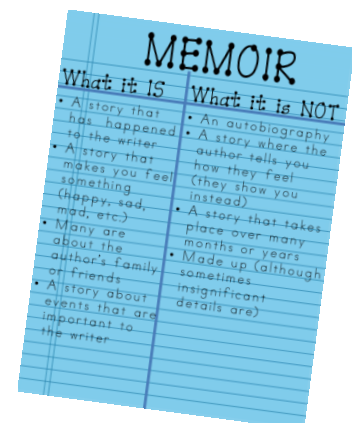 MEMOIR
What it IS
• A story that
has happened
to the writer
• A story that
makes you feel
something
(happy, sad,
mad, etc.)
• Many are
about the
author's family
or friends
• A story about
events that are
important to
the writer
What it is NOT
• An autobiography
• A story where the
author tells you
how they feel
(they show you
instead)
• A story that takes
place over many
months or years
• Made up (although
sometimes
insignificant
details are)